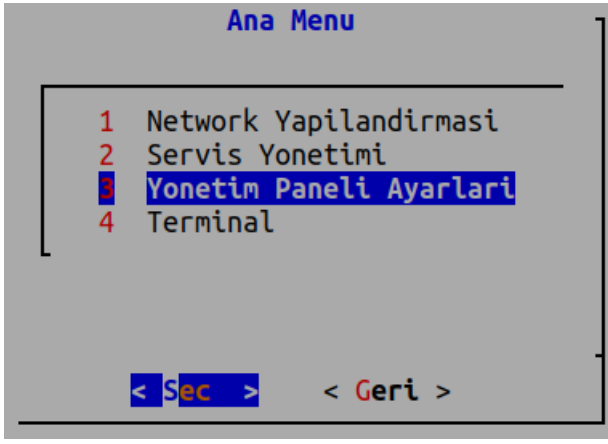 Ana Menu
1 Network Yapilandirmasi
2 Servis Yonetimi
3 Yonetim Paneli Ayarlari
4 Terminal
< Sec > < Geri >